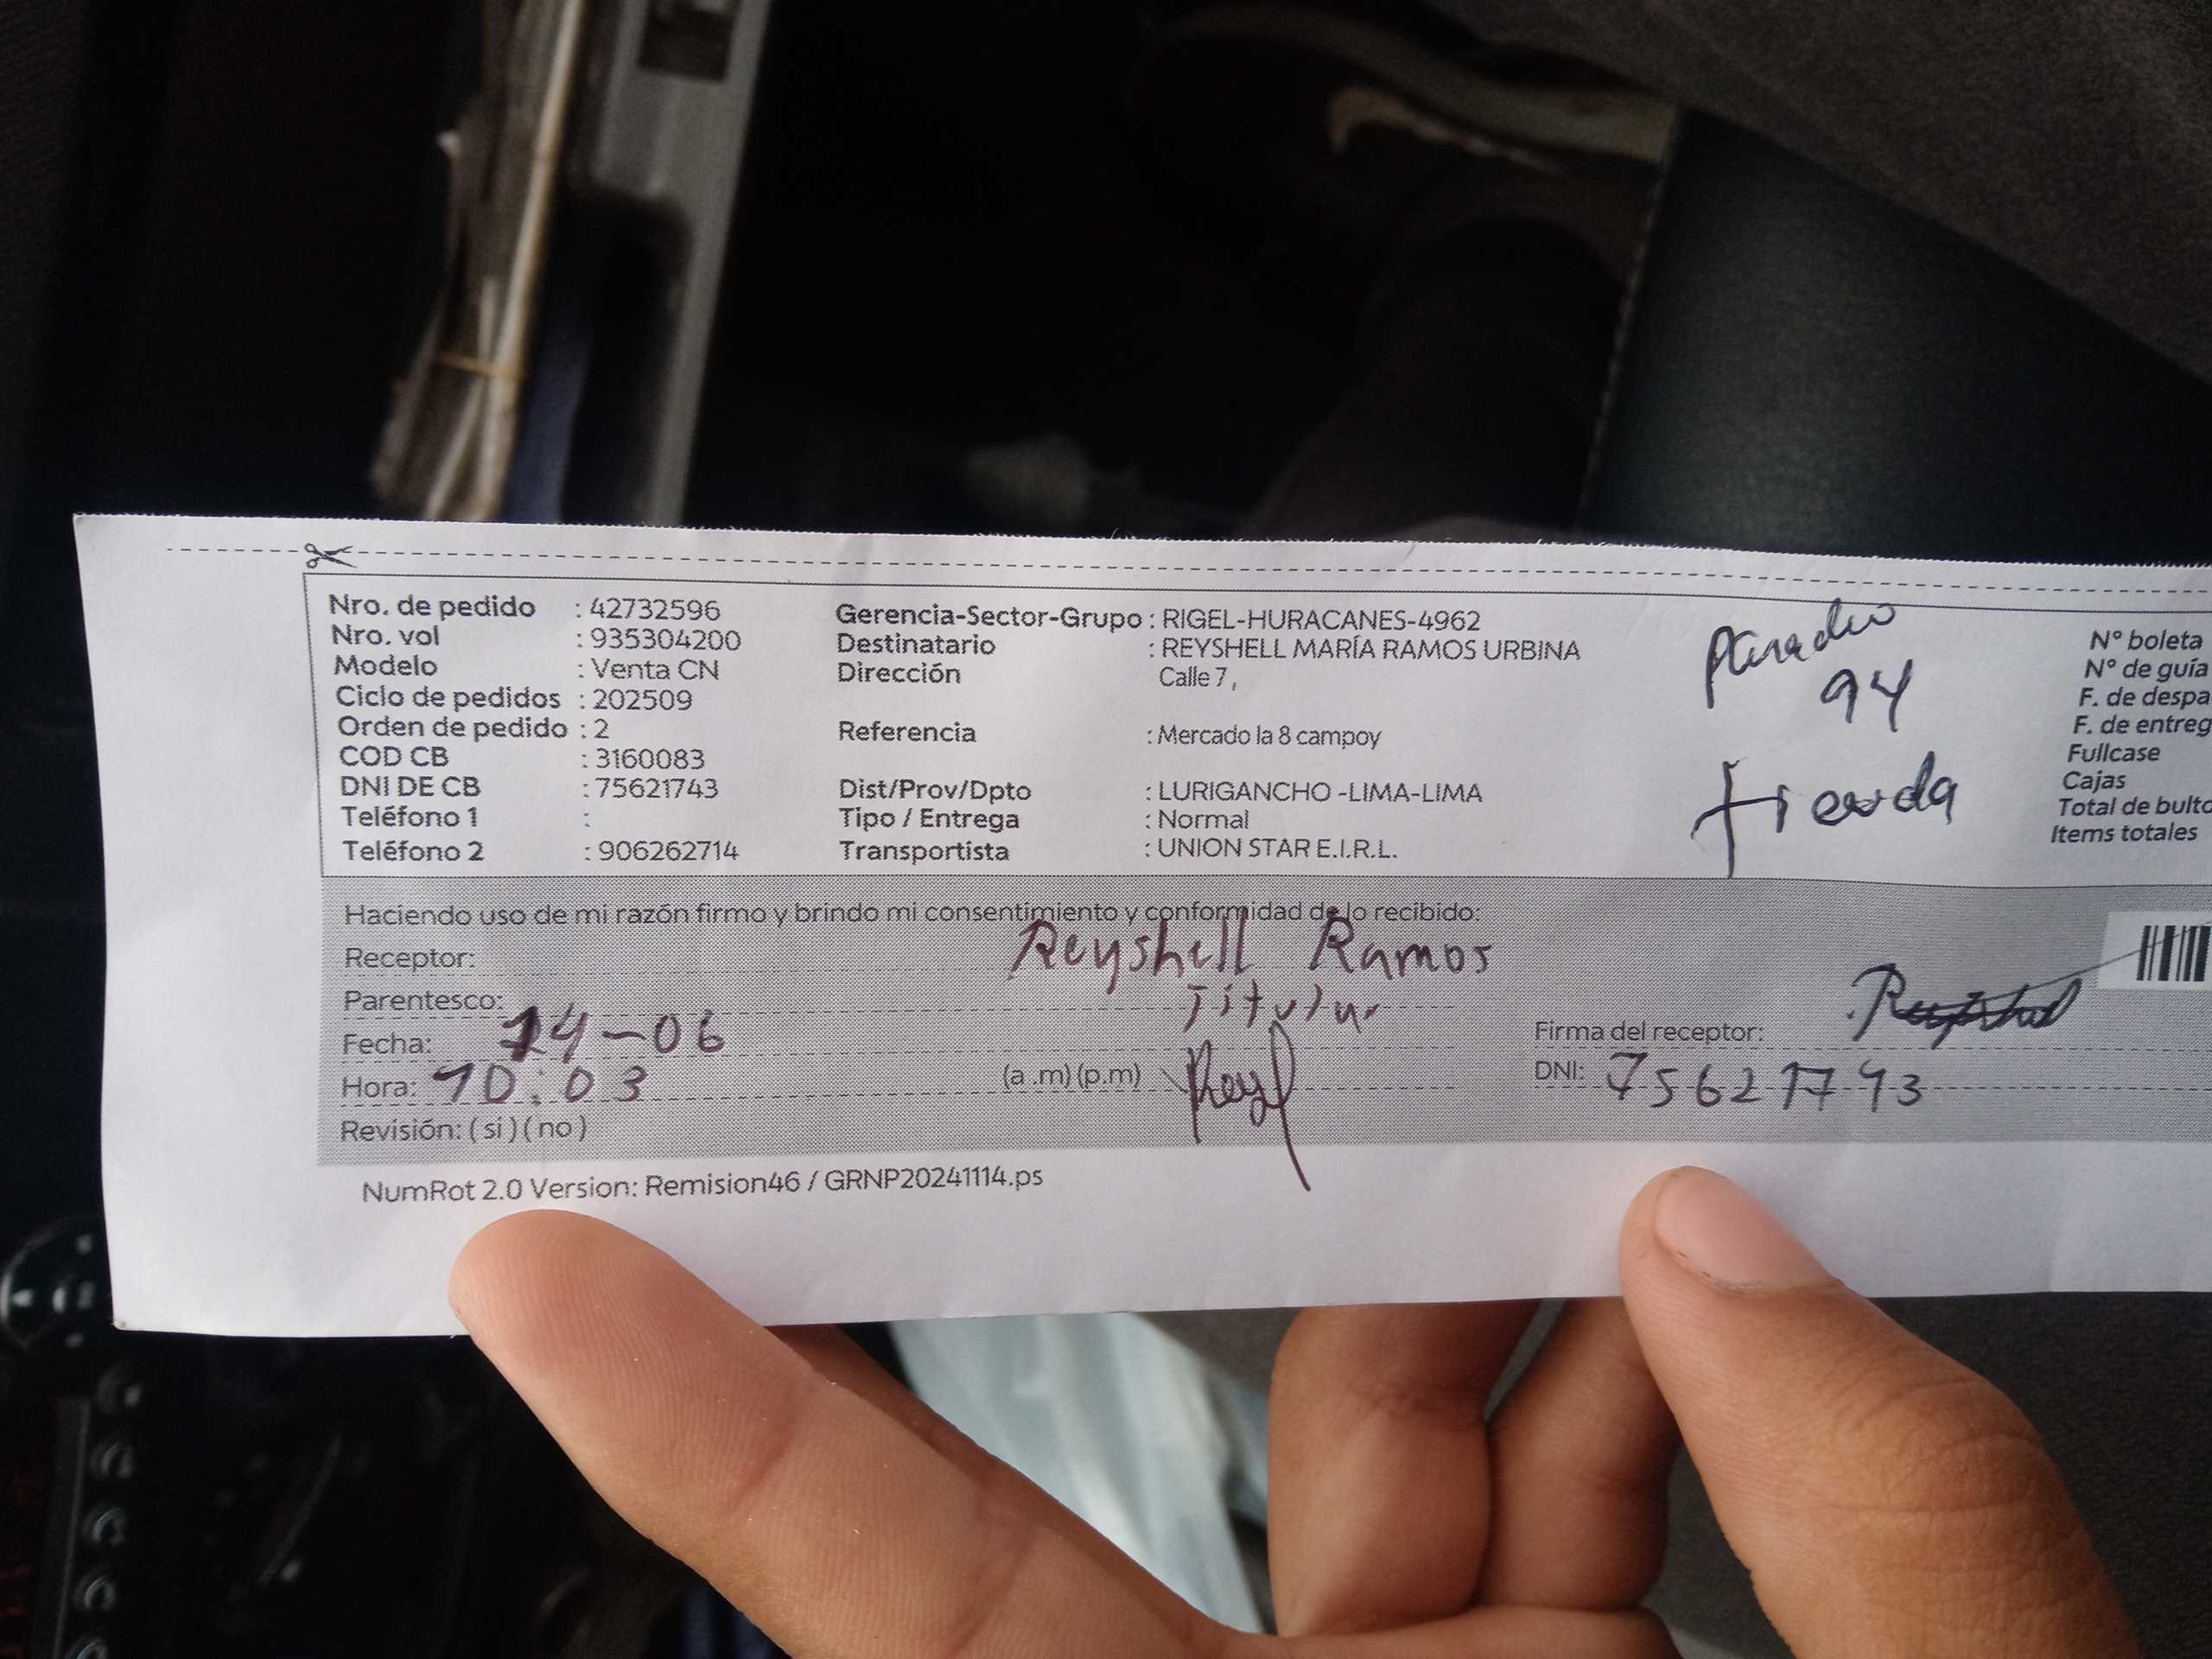 Nro. de pedido : 42732596
Nro. vol : 935304200
Modelo : Venta CN
Ciclo de pedidos : 202509
Orden de pedido : 2
COD CB : 3160083
DNI DE CB : 75621743
Teléfono 1 :
Teléfono 2 : 906262714
Gerencia-Sector-Grupo : RIGEL-HURACANES-4962
Destinatario : REYSHELL MARÍA RAMOS URBINA
Dirección Calle 7,
Referencia : Mercado la 8 campoy
Dist/Prov/Dpto : LURIGANCHO -LIMA-LIMA
Tipo / Entrega : Normal
Transportista : UNION STAR E.I.R.L.
94
tienda
N° boleta
N° de guía
F. de despa
F. de entreg
Fullcase
Cajas
Total de bulto
Items totales
Haciendo uso de mi razón firmo y brindo mi consentimiento y conformidad de lo recibido:
Receptor: Reyshell Ramos
Parentesco: Titular
Fecha: 14-06
Firma del receptor:
Hora: 10:03 (a .m) (p.m)
DNI: 75621743
Revisión: ( si ) ( no )
NumRot 2.0 Version: Remision46 / GRNP20241114.ps